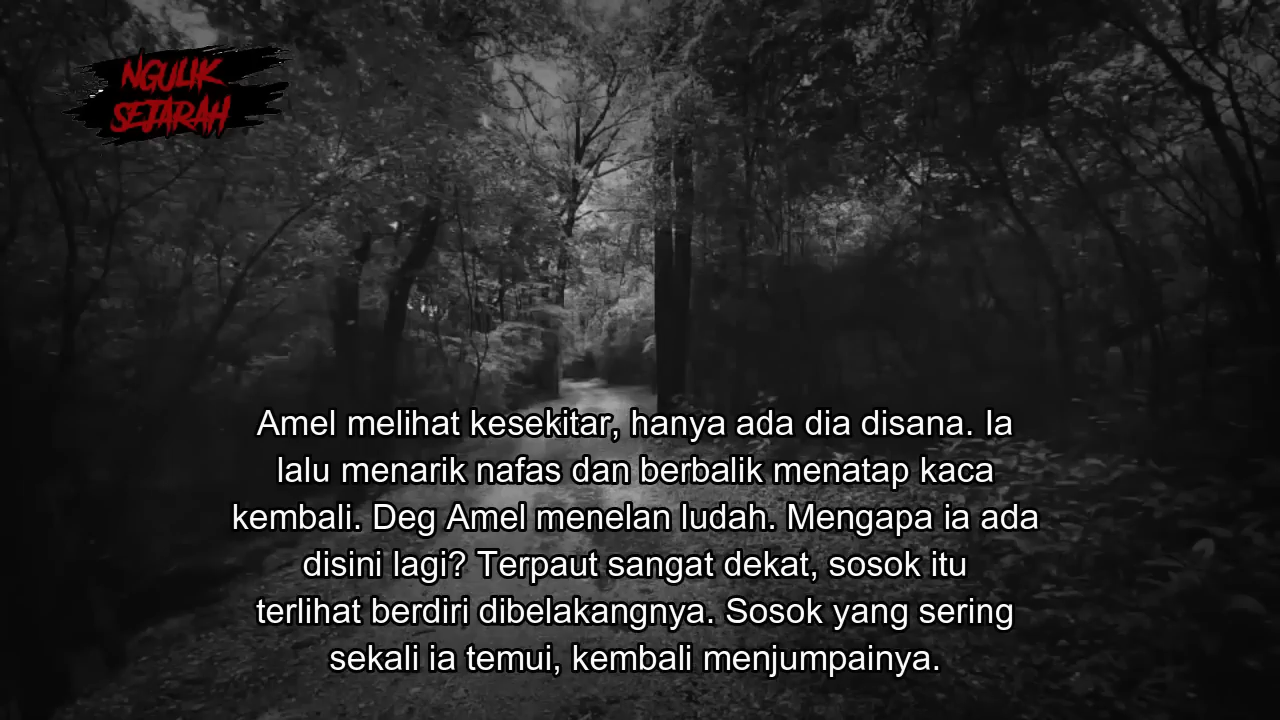 NGULIK
SEJARAH
Amel melihat kesekitar, hanya ada dia disana. Ia
lalu menarik nafas dan berbalik menatap kaca
kembali. Deg Amel menelan ludah. Mengapa ia ada
disini lagi? Terpaut sangat dekat, sosok itu
terlihat berdiri dibelakangnya. Sosok yang sering
sekali ia temui, kembali menjumpainya.